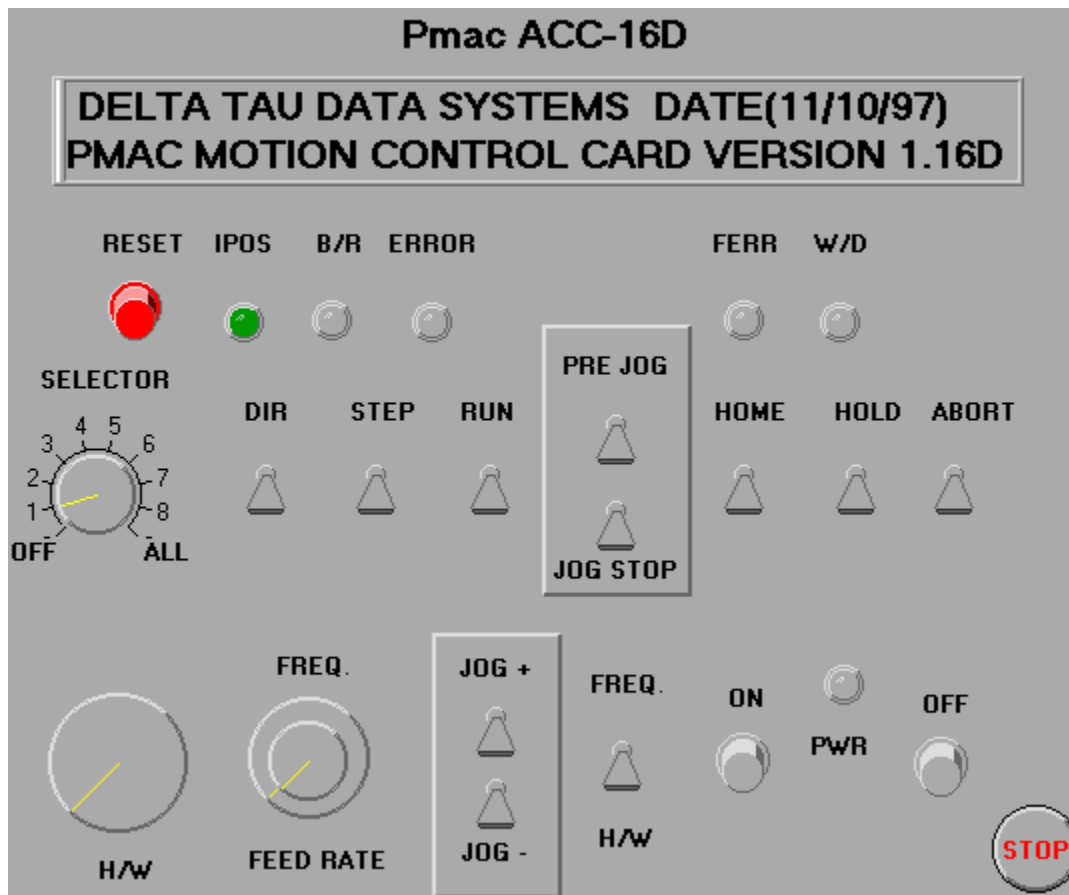 Pmac ACC-16D
DELTA TAU DATA SYSTEMS DATE(11/10/97)
PMAC MOTION CONTROL CARD VERSION 1.16D
RESET IPOS B/R ERROR FERR W/D
SELECTOR
PRE JOG
DIR STEP RUN HOME HOLD ABORT
4 5
3 6
2 7
1 8
OFF ALL
JOG STOP
FREQ. JOG + FREQ. ON OFF
PWR
H/W FEED RATE JOG - H/W STOP